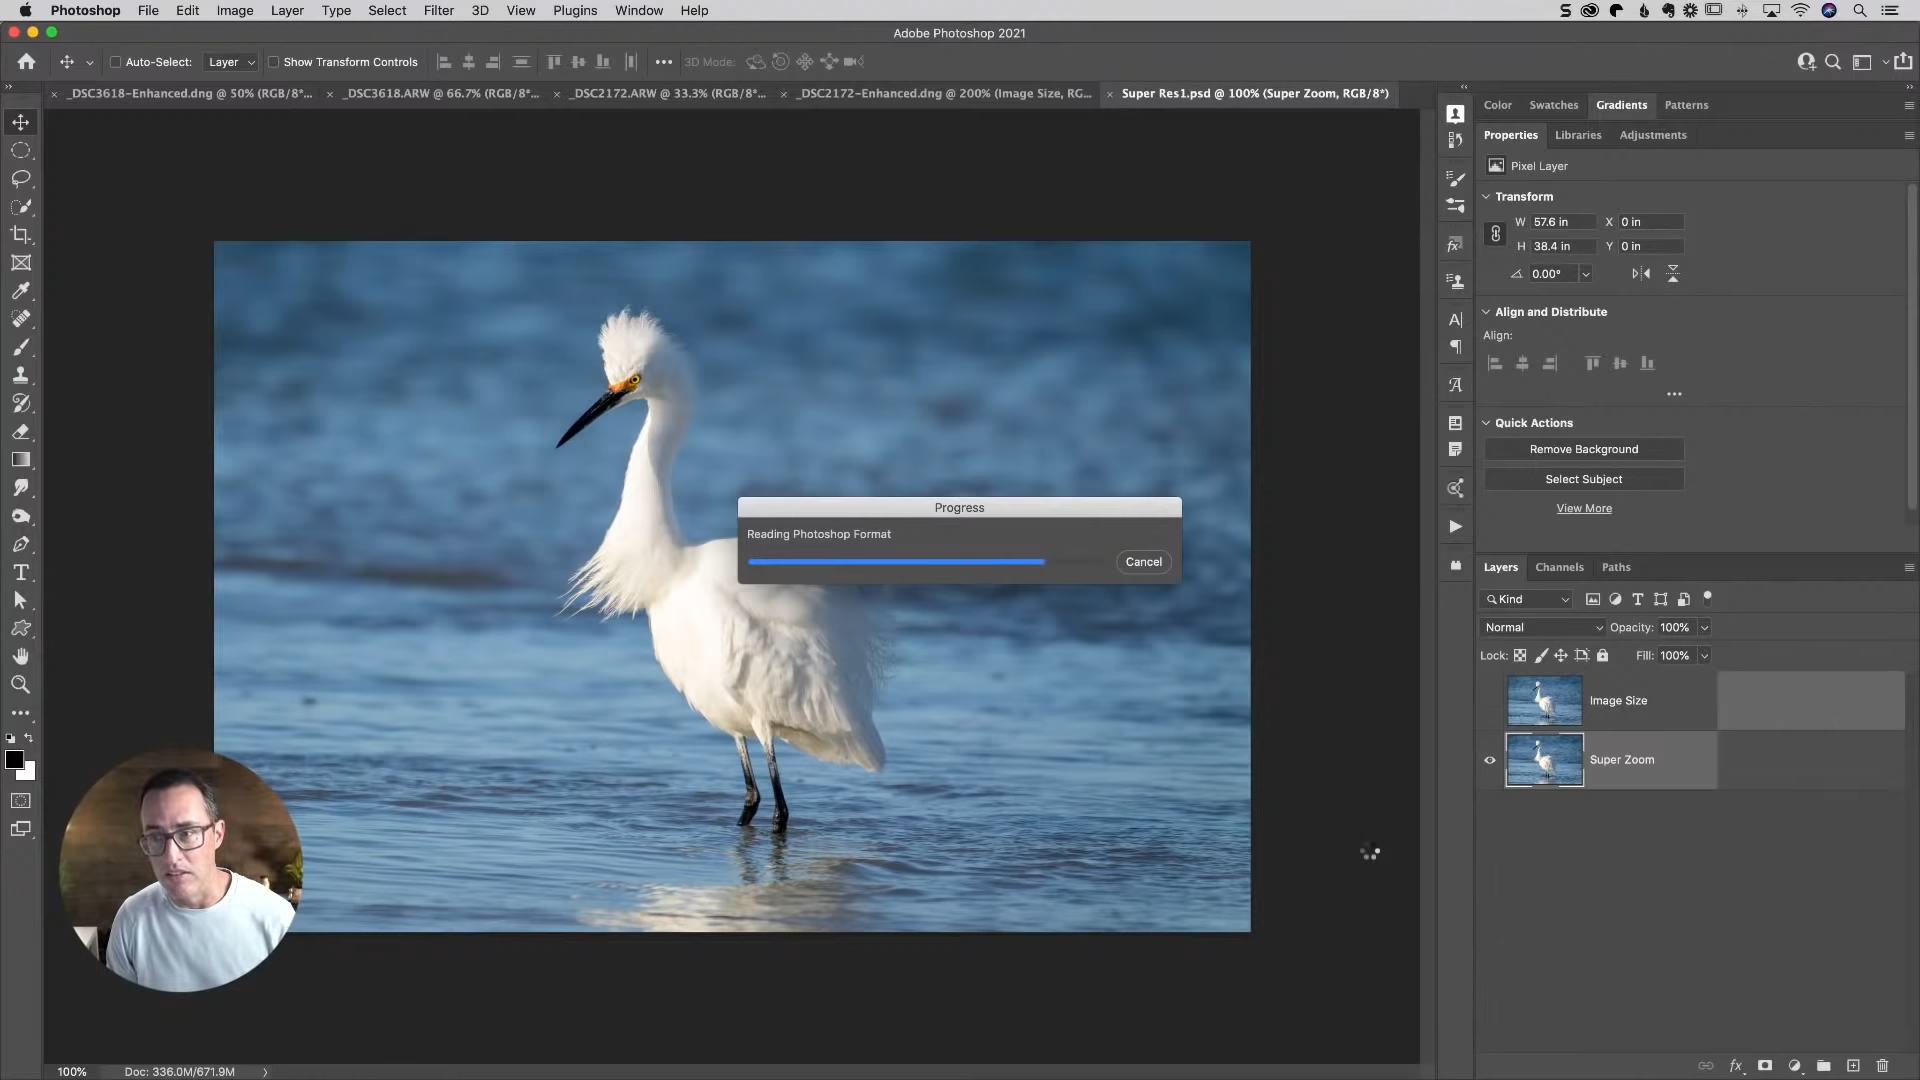 Photoshop File Edit Image Layer Type Select Filter 3D View Plugins Window Help
Adobe Photoshop 2021
Auto-Select: Layer Show Transform Controls 3D Mode:
_DSC3618-Enhanced.dng @ 50% (RGB/8*... _DSC3618.ARW @ 66.7% (RGB/8*... _DSC2172.ARW @ 33.3% (RGB/8*... _DSC2172-Enhanced.dng @ 200% (Image Size, RG... Super Res1.psd @ 100% (Super Zoom, RGB/8*)
Color Swatches Gradients Patterns
Properties Libraries Adjustments
Pixel Layer
Transform
W 57.6 in X 0 in
H 38.4 in Y 0 in
0.00°
Align and Distribute
Align:
Quick Actions
Remove Background
Select Subject
View More
Progress
Reading Photoshop Format
Cancel
Layers Channels Paths
Kind
Normal Opacity: 100%
Lock: Fill: 100%
Image Size
Super Zoom
100% Doc: 336.0M/671.9M